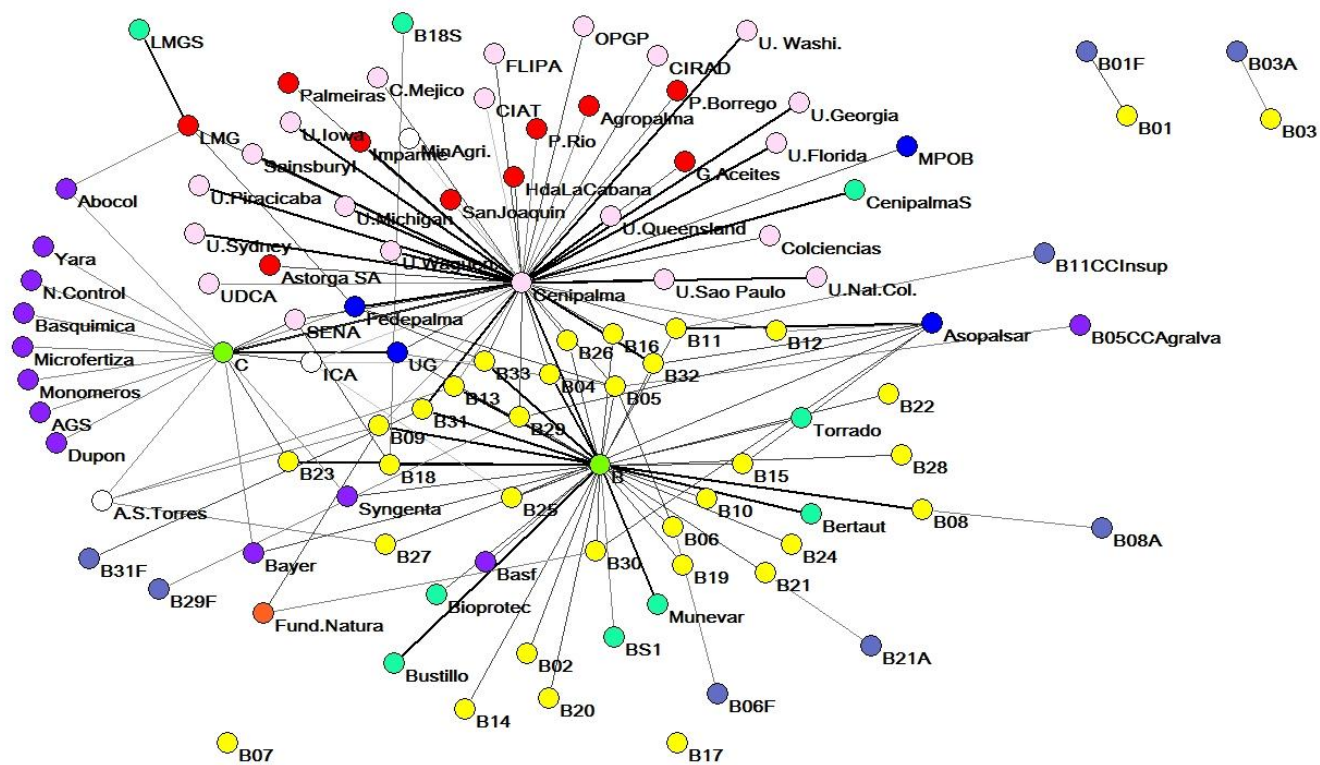 LMGS
B18S
OPGP
U. Washi.
FLIPA
CIRAD
B01F
B03A
Palmeiras
C.Mejico
CIAT
Agropalma
P.Borrego
U.Georgia
B01
B03
LMG
U.Iowa
Imparme
MinAgri.
P.Rio
U.Florida
MPOB
SainsburyI.
G.Aceites
Abocol
U.Piracicaba
U.Michigan
SanJoaquin
HdaLaCabana
U.Queensland
CenipalmaS
Yara
U.Sydney
Colciencias
N.Control
Astorga SA
B11CCInsup
UDCA
Cenipalma
U.Sao Paulo
U.Nal.Col.
Basquimica
SENA
Fedepalma
B26
B16
B11
B12
Asopalsar
B05CCAgralva
Microfertiza
C
ICA
UG
B33
B04
B05
B32
Monomeros
B13
B22
AGS
B31
B29
Torrado
Dupon
B09
B28
B23
B18
B
B15
A.S.Torres
Syngenta
B25
B10
Bertaut
B08
B08A
B31F
Bayer
B27
B30
B06
B24
B29F
Basf
B19
B21
Fund.Natura
Bioprotec
Munevar
BS1
B21A
Bustillo
B02
B06F
B14
B20
B07
B17